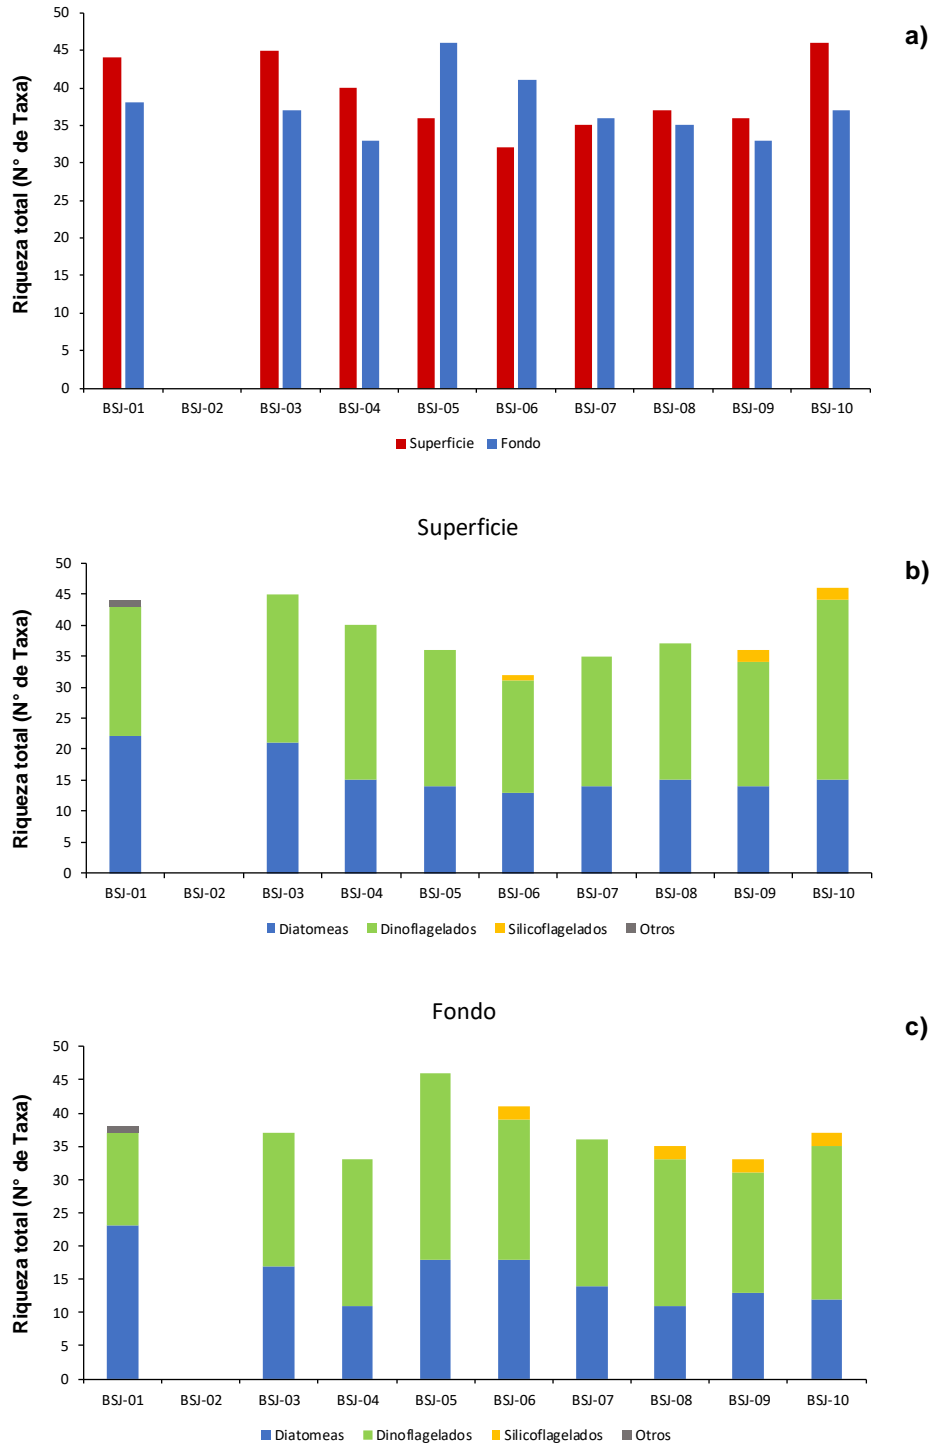 a)
Riqueza total (N° de Taxa)
50
45
40
35
30
25
20
15
10
5
0
BSJ-01 BSJ-02 BSJ-03 BSJ-04 BSJ-05 BSJ-06 BSJ-07 BSJ-08 BSJ-09 BSJ-10
Superficie Fondo
Superficie
b)
Riqueza total (N° de Taxa)
50
45
40
35
30
25
20
15
10
5
0
BSJ-01 BSJ-02 BSJ-03 BSJ-04 BSJ-05 BSJ-06 BSJ-07 BSJ-08 BSJ-09 BSJ-10
Diatomeas Dinoflagelados Silicoflagelados Otros
Fondo
c)
Riqueza total (N° de Taxa)
50
45
40
35
30
25
20
15
10
5
0
BSJ-01 BSJ-02 BSJ-03 BSJ-04 BSJ-05 BSJ-06 BSJ-07 BSJ-08 BSJ-09 BSJ-10
Diatomeas Dinoflagelados Silicoflagelados Otros